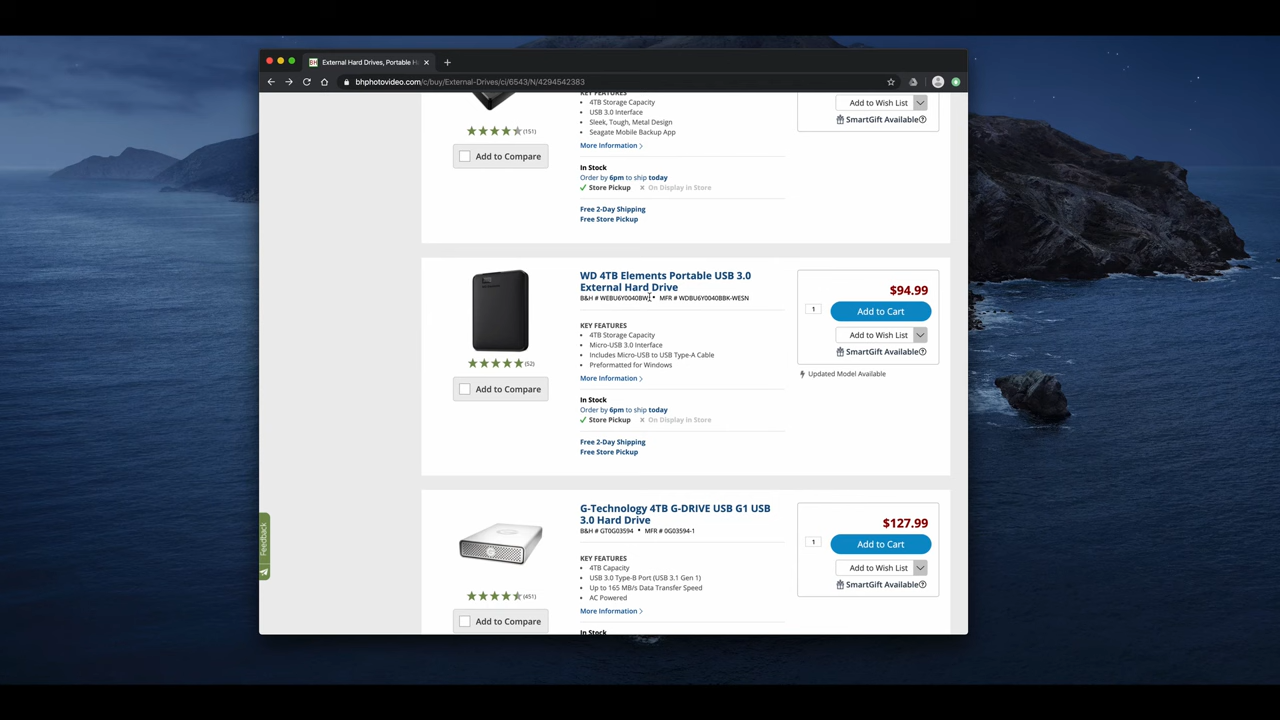 External Hard Drives, Portable H
bhphotovideo.com/c/buy/External-Drives/ci/6543/N/4294542383
KEY FEATURES
4TB Storage Capacity
USB 3.0 Interface
Sleek, Tough, Metal Design
Seagate Mobile Backup App
More Information
(151)
Add to Compare
In Stock
Order by 6pm to ship today
Store Pickup On Display in Store
Free 2-Day Shipping
Free Store Pickup
Add to Wish List
SmartGift Available
WD 4TB Elements Portable USB 3.0
External Hard Drive
B&H # WEBU6Y0040BW • MFR # WDBU6Y0040BBK-WESN
KEY FEATURES
4TB Storage Capacity
Micro-USB 3.0 Interface
Includes Micro-USB to USB Type-A Cable
Preformatted for Windows
More Information
(52)
Add to Compare
In Stock
Order by 6pm to ship today
Store Pickup On Display in Store
Free 2-Day Shipping
Free Store Pickup
$94.99
1
Add to Cart
Add to Wish List
SmartGift Available
Updated Model Available
G-Technology 4TB G-DRIVE USB G1 USB
3.0 Hard Drive
B&H # GT0G03594 • MFR # 0G03594-1
KEY FEATURES
4TB Capacity
USB 3.0 Type-B Port (USB 3.1 Gen 1)
Up to 165 MB/s Data Transfer Speed
AC Powered
More Information
(451)
Add to Compare
In Stock
$127.99
1
Add to Cart
Add to Wish List
SmartGift Available
Feedback